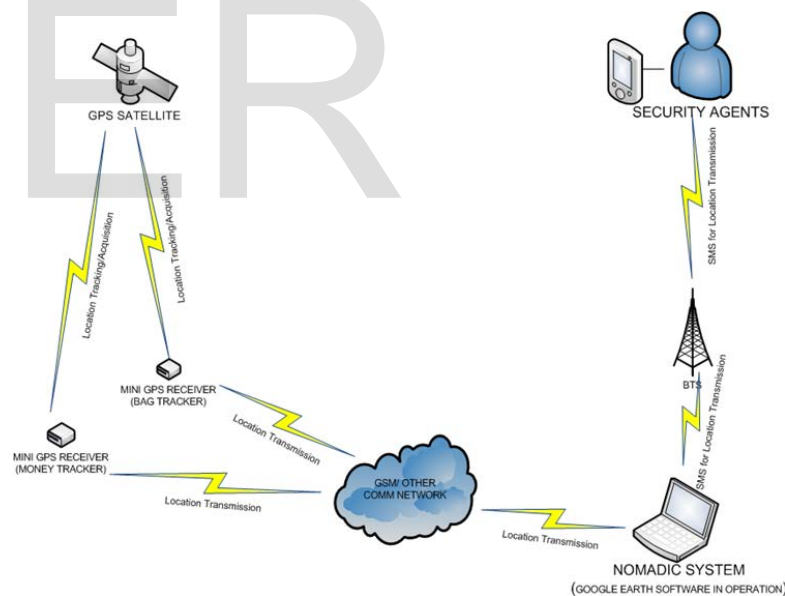 ER
GPS SATELLITE
SECURITY AGENTS
Location Tracking/Acquisition
Location Tracking/Acquisition
SMS for Location Transmission
MINI GPS RECEIVER
(BAG TRACKER)
BTS
MINI GPS RECEIVER
(MONEY TRACKER)
Location Transmission
SMS for Location Transmission
GSM/ OTHER
COMM NETWORK
Location Transmission
Location Transmission
NOMADIC SYSTEM
(GOOGLE EARTH SOFTWARE IN OPERATION)